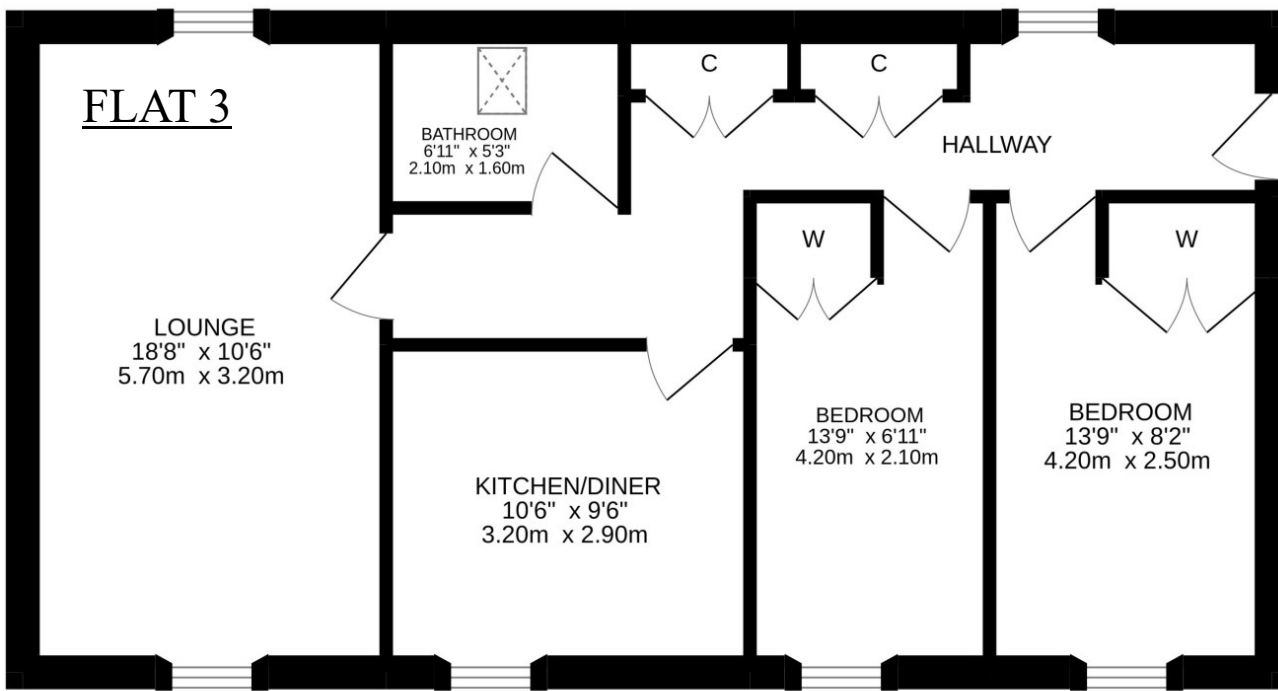 FLAT 3
BATHROOM
6'11" x 5'3"
2.10m x 1.60m
C
C
HALLWAY
W
W
LOUNGE
18'8" x 10'6"
5.70m x 3.20m
KITCHEN/DINER
10'6" x 9'6"
3.20m x 2.90m
BEDROOM
13'9" x 6'11"
4.20m x 2.10m
BEDROOM
13'9" x 8'2"
4.20m x 2.50m